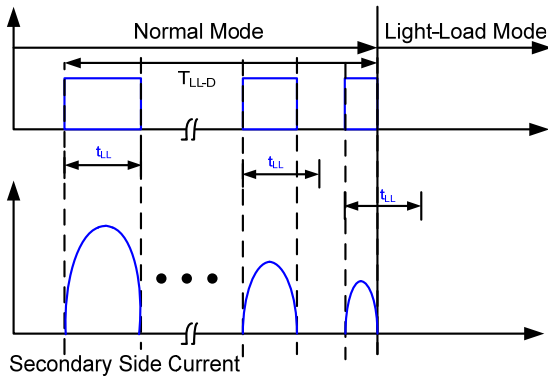 Normal Mode
Light-Load Mode
TLL-D
tLL
tLL
tLL
Secondary Side Current